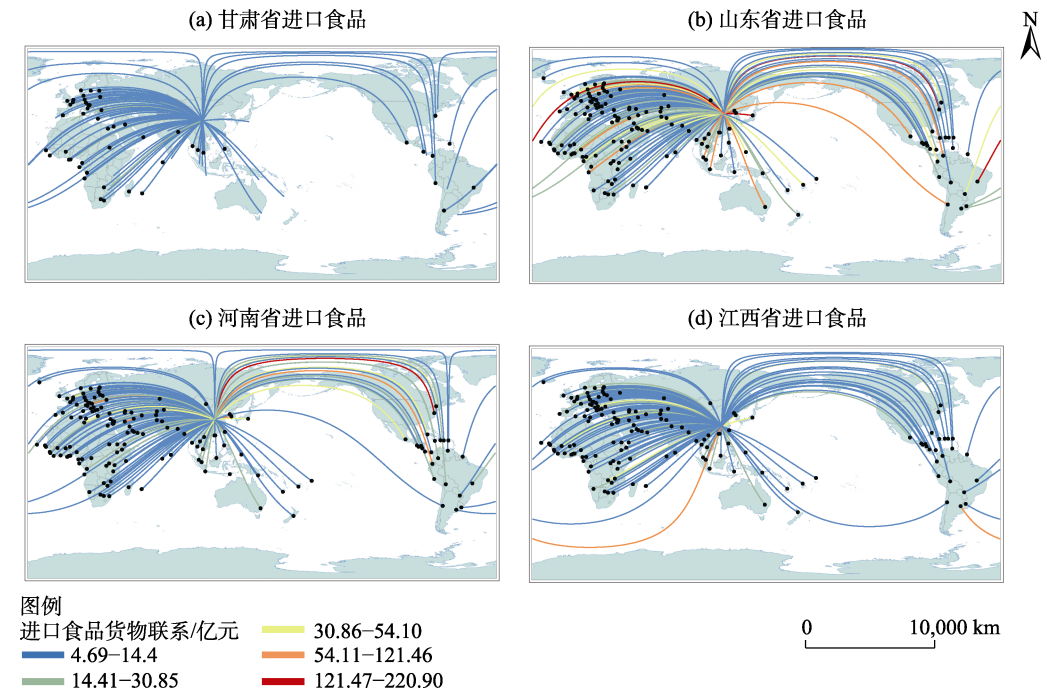 (a) 甘肃省进口食品
(b) 山东省进口食品
N
(c) 河南省进口食品
(d) 江西省进口食品
图例
进口食品货物联系/亿元
4.69−14.4
14.41−30.85
30.86−54.10
54.11−121.46
121.47−220.90
0 10,000 km